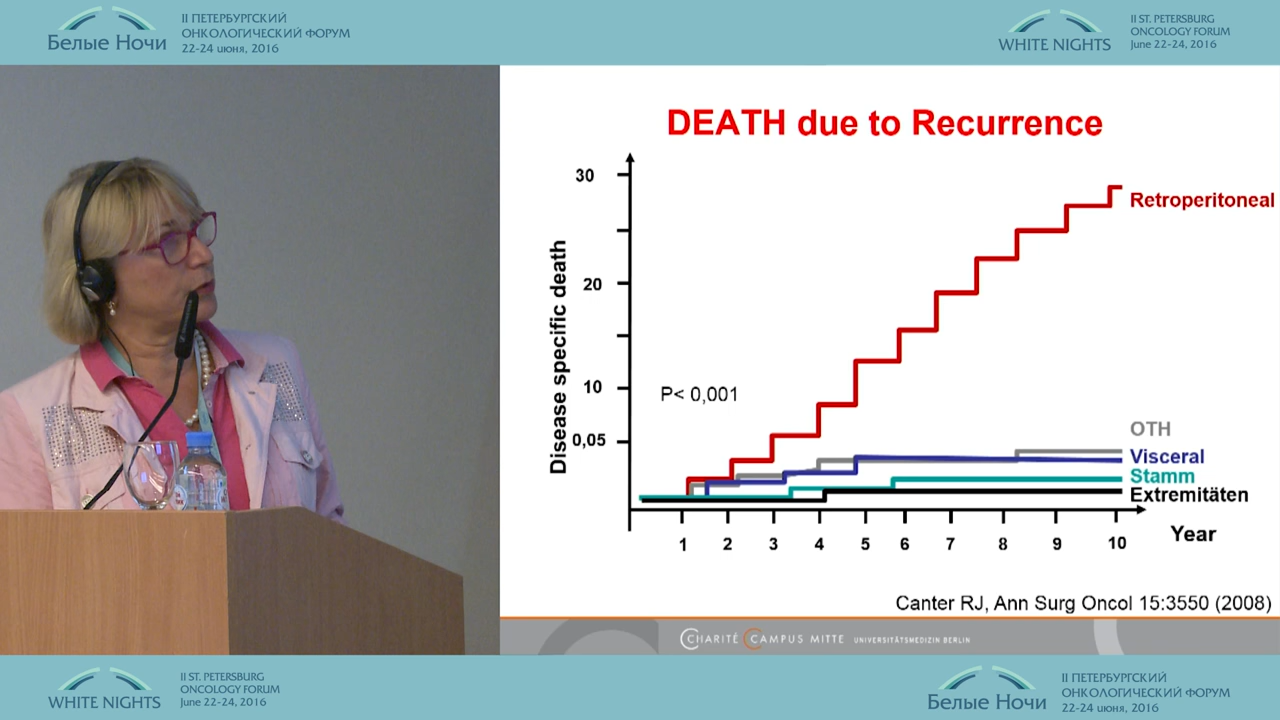 II ПЕТЕРБУРГСКИЙ
ОНКОЛОГИЧЕСКИЙ ФОРУМ
Белые Ночи
22-24 июня, 2016
II ST. PETERSBURG
ONCOLOGY FORUM
WHITE NIGHTS
June 22-24, 2016
DEATH due to Recurrence
30
Retroperitoneal
20
Disease specific death
10
P< 0,001
0,05
OTH
Visceral
Stamm
Extremitäten
1 2 3 4 5 6 7 8 9 10
Year
Canter RJ, Ann Surg Oncol 15:3550 (2008)
CHARITÉ CAMPUS MITTE UNIVERSITÄTSMEDIZIN BERLIN
II ST. PETERSBURG
ONCOLOGY FORUM
WHITE NIGHTS
June 22-24, 2016
II ПЕТЕРБУРГСКИЙ
ОНКОЛОГИЧЕСКИЙ ФОРУМ
Белые Ночи
22-24 июня, 2016